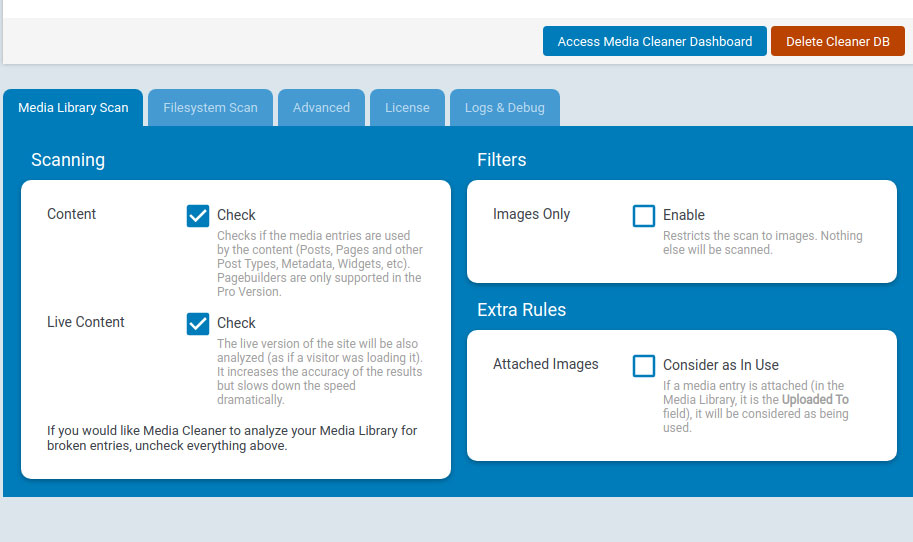 Access Media Cleaner Dashboard
Delete Cleaner DB
Media Library Scan
Filesystem Scan
Advanced
License
Logs & Debug
Scanning
Content
Check
Checks if the media entries are used
by the content (Posts, Pages and other
Post Types, Metadata, Widgets, etc).
Pagebuilders are only supported in the
Pro Version.
Live Content
Check
The live version of the site will be also
analyzed (as if a visitor was loading it).
It increases the accuracy of the results
but slows down the speed
dramatically.
If you would like Media Cleaner to analyze your Media Library for
broken entries, uncheck everything above.
Filters
Images Only
Enable
Restricts the scan to images. Nothing
else will be scanned.
Extra Rules
Attached Images
Consider as In Use
If a media entry is attached (in the
Media Library, it is the Uploaded To
field), it will be considered as being
used.